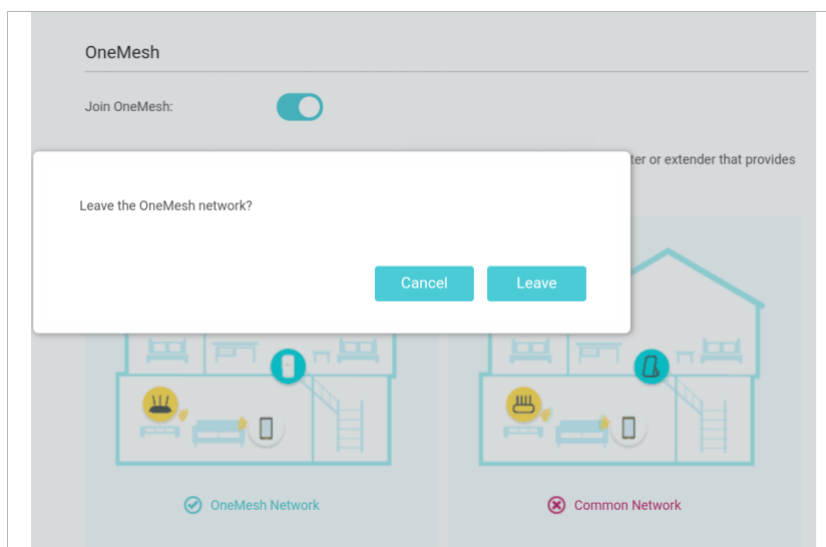 OneMesh
Join OneMesh:
ter or extender that provides
Leave the OneMesh network?
Cancel
Leave
OneMesh Network
Common Network